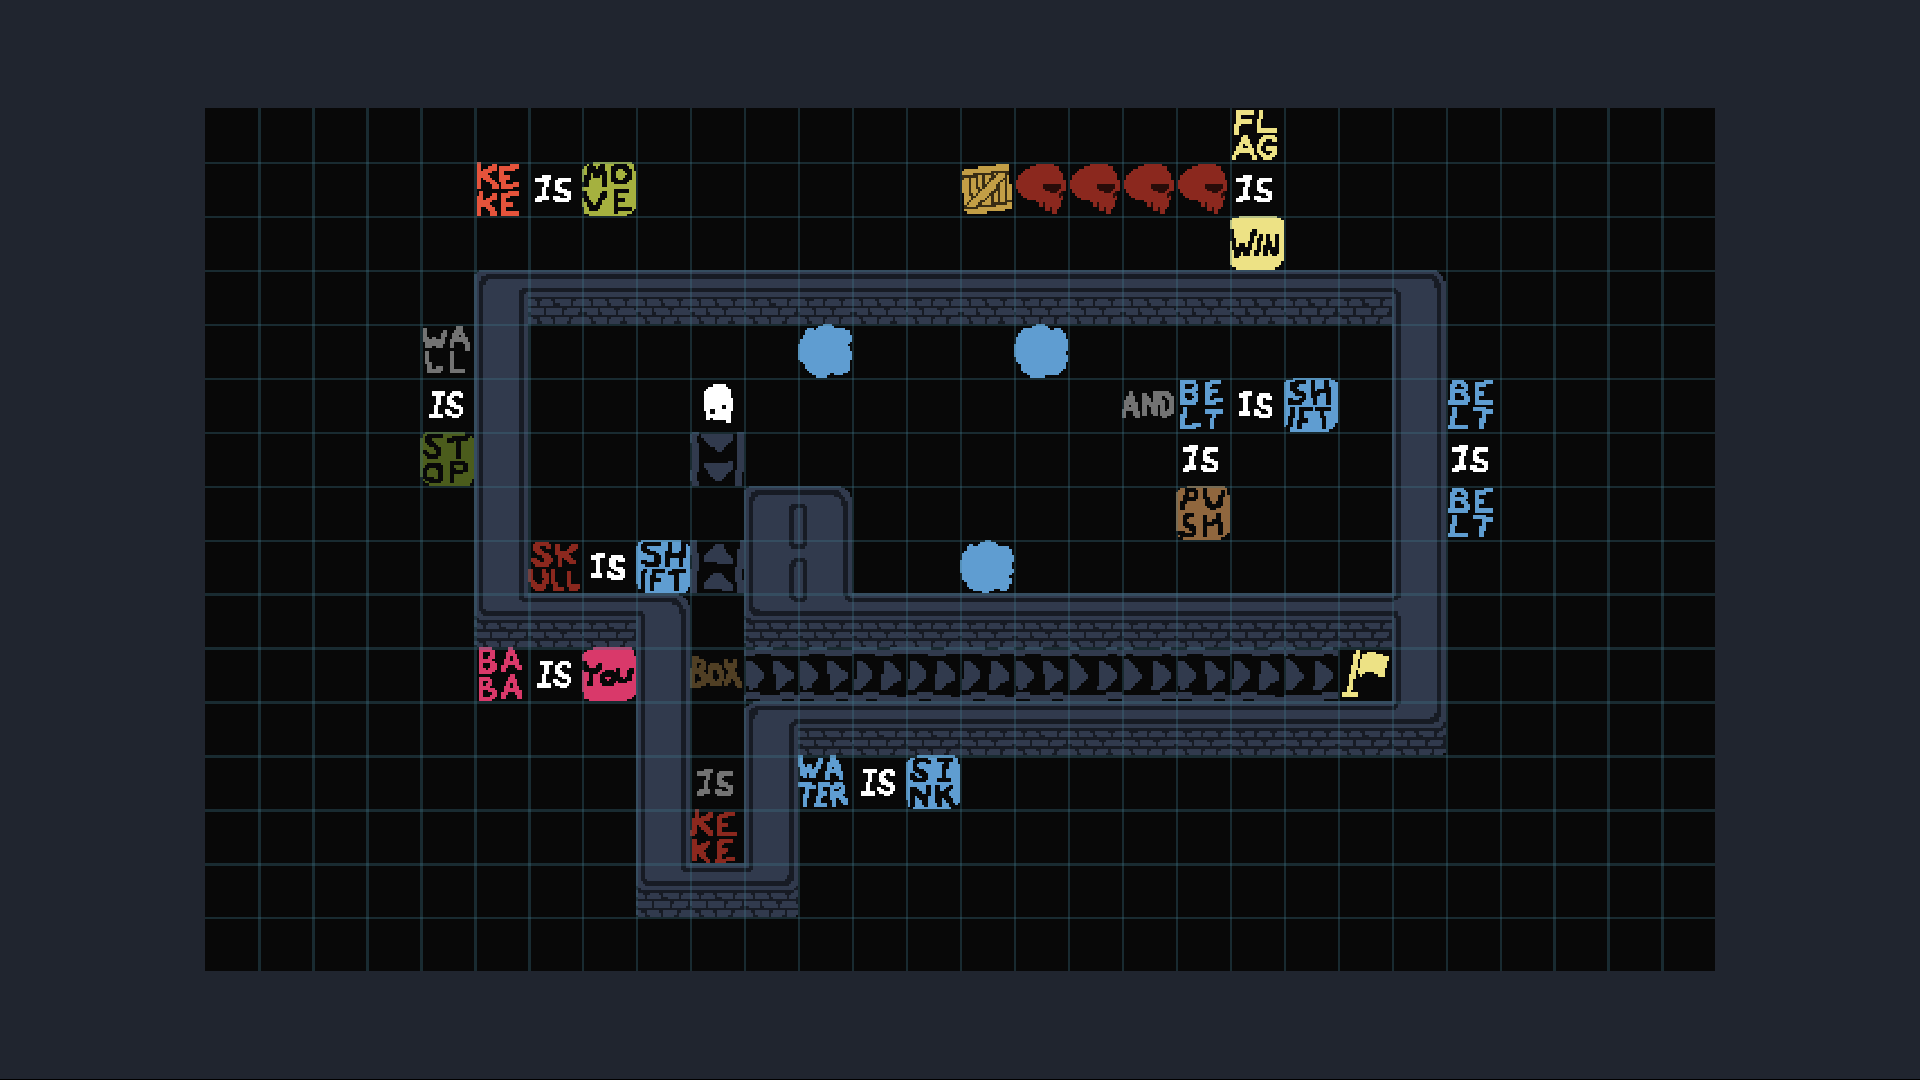 FLAG
IS
WIN
KEKE IS MOVE
WALL
IS
STOP
AND BELT IS SHIFT
IS
PUSH
BELT
IS
BELT
SKULL IS SHIFT
BABA IS YOU
BOX
IS
KEKE
WATER IS SINK